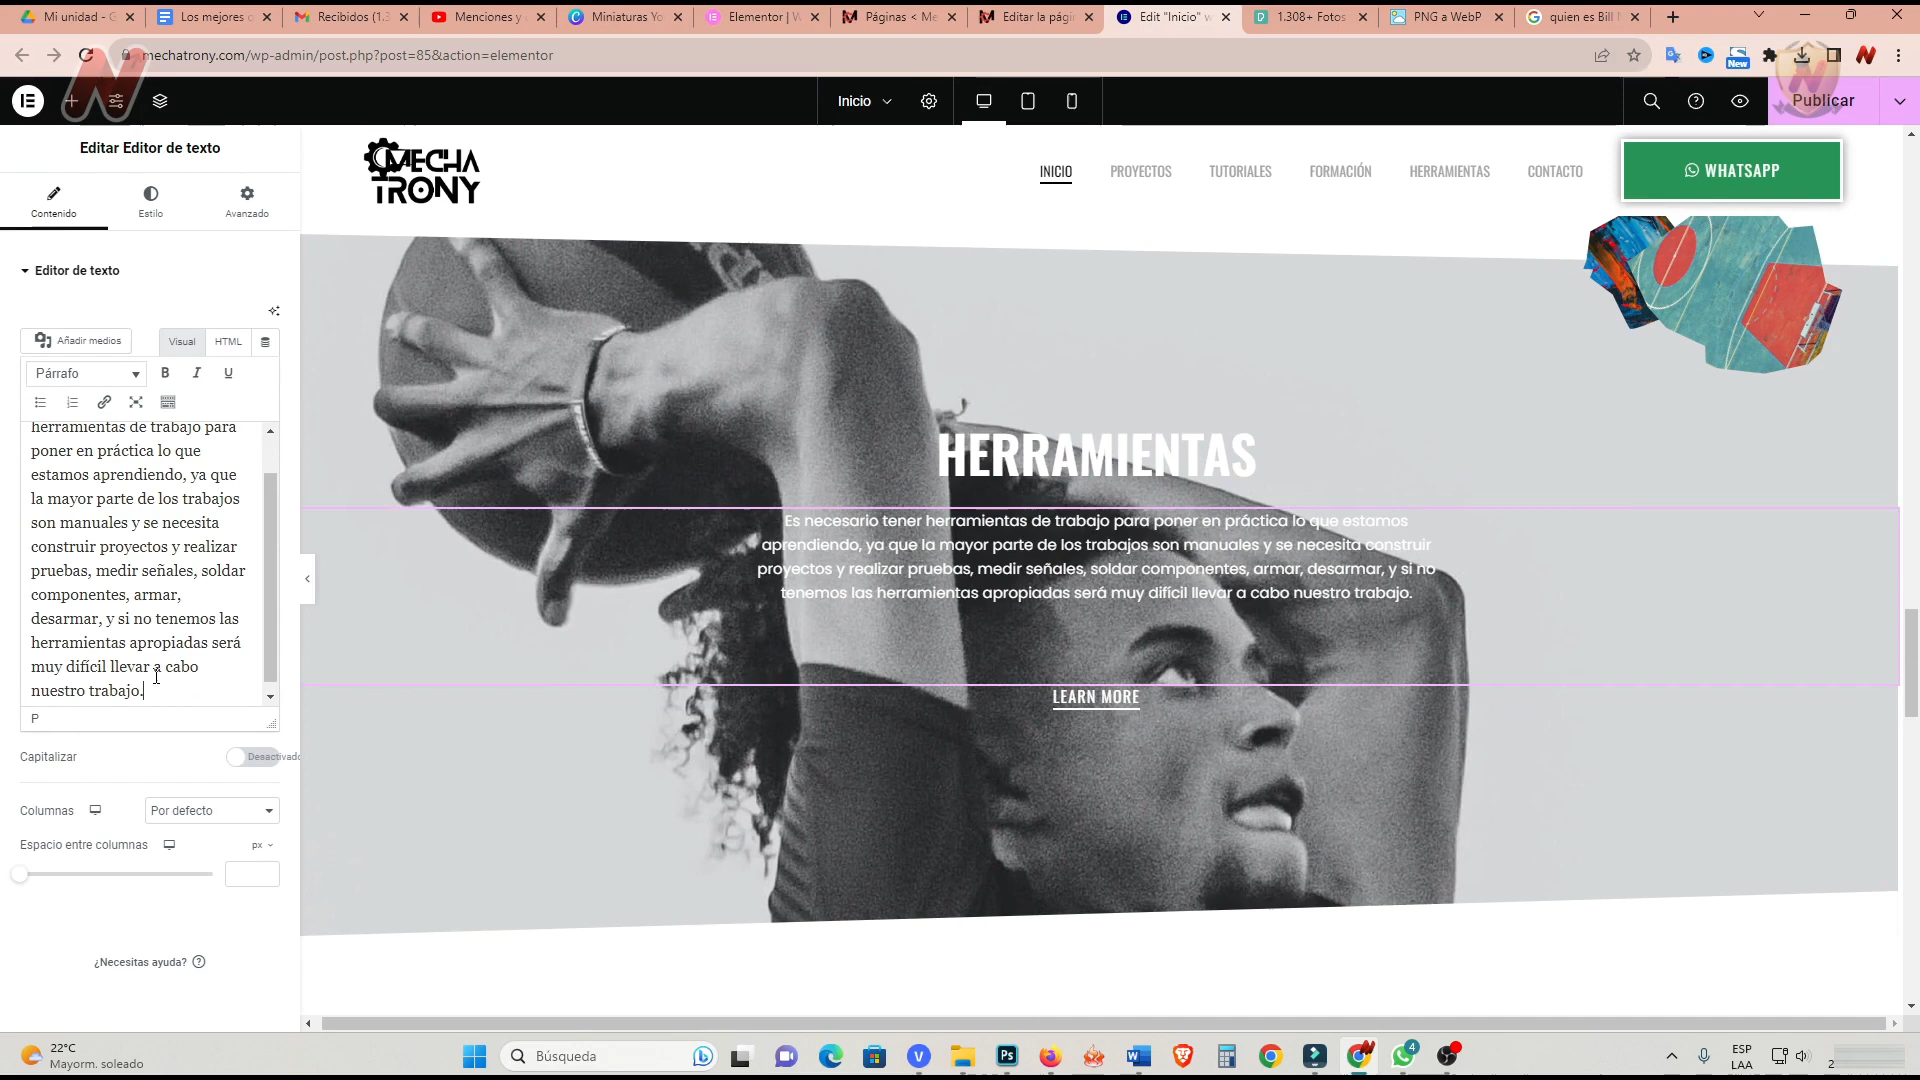 Mi unidad - G
Los mejores o
Recibidos (1.3
Menciones y
Miniaturas Yo
Elementor | W
Páginas < Me
Editar la págin
Edit "Inicio" w
1.308+ Fotos
PNG a WebP
quien es Bill
mechatrony.com/wp-admin/post.php?post=85&action=elementor
New
Inicio
Publicar
Editar Editor de texto
Contenido
Estilo
Avanzado
Editor de texto
Añadir medios
Visual
HTML
Párrafo
B I U
herramientas de trabajo para
poner en práctica lo que
estamos aprendiendo, ya que
la mayor parte de los trabajos
son manuales y se necesita
construir proyectos y realizar
pruebas, medir señales, soldar
componentes, armar,
desarmar, y si no tenemos las
herramientas apropiadas será
muy difícil llevar a cabo
nuestro trabajo.
P
Capitalizar
Desactivado
Columnas
Por defecto
Espacio entre columnas
px
¿Necesitas ayuda?
MECHA
TRONY
INICIO
PROYECTOS
TUTORIALES
FORMACIÓN
HERRAMIENTAS
CONTACTO
WHATSAPP
HERRAMIENTAS
Es necesario tener herramientas de trabajo para poner en práctica lo que estamos
aprendiendo, ya que la mayor parte de los trabajos son manuales y se necesita construir
proyectos y realizar pruebas, medir señales, soldar componentes, armar, desarmar, y si no
tenemos las herramientas apropiadas será muy difícil llevar a cabo nuestro trabajo.
LEARN MORE
22°C
Mayorm. soleado
Búsqueda
Ps
4
ESP
LAA
2